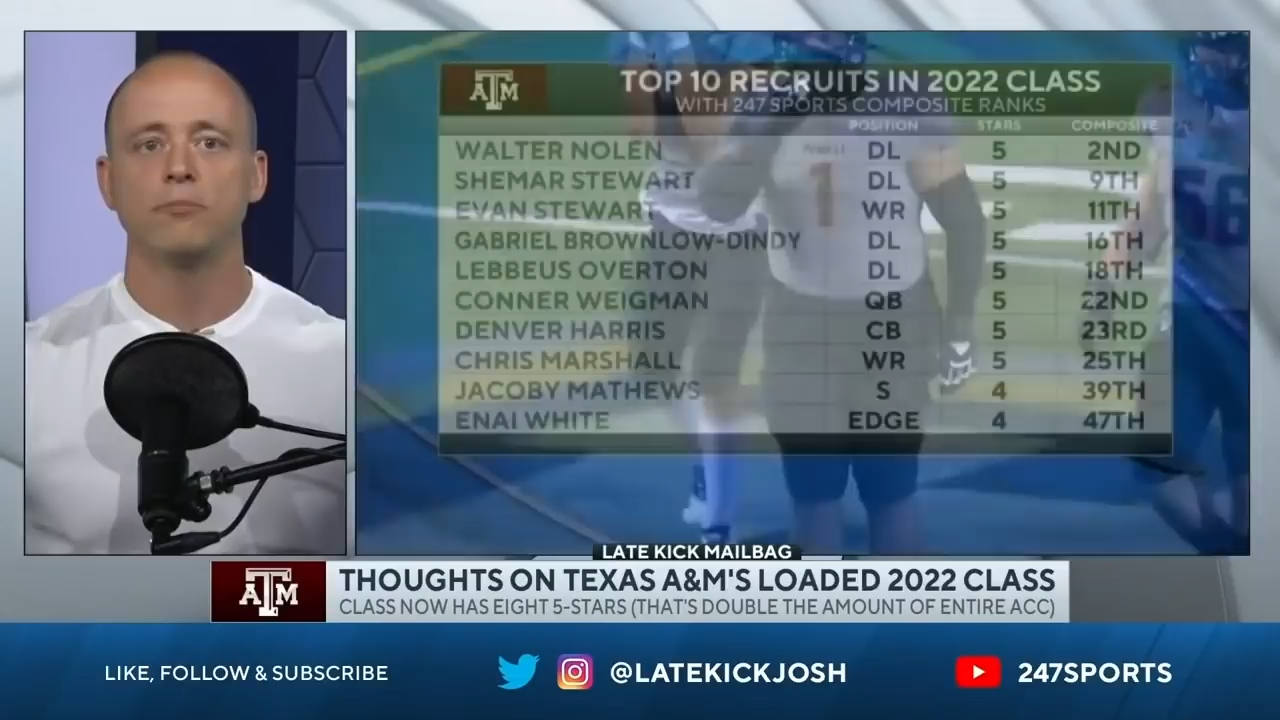 ATM
TOP 10 RECRUITS IN 2022 CLASS
WITH 247 SPORTS COMPOSITE RANKS
POSITION STARS COMPOSITE
WALTER NOLEN DL 5 2ND
SHEMAR STEWART DL 5 9TH
EVAN STEWART WR 5 11TH
GABRIEL BROWNLOW-DINDY DL 5 16TH
LEBBEUS OVERTON DL 5 18TH
CONNER WEIGMAN QB 5 22ND
DENVER HARRIS CB 5 23RD
CHRIS MARSHALL WR 5 25TH
JACOBY MATHEWS S 4 39TH
ENAI WHITE EDGE 4 47TH
1
56
LATE KICK MAILBAG
ATM
THOUGHTS ON TEXAS A&M'S LOADED 2022 CLASS
CLASS NOW HAS EIGHT 5-STARS (THAT'S DOUBLE THE AMOUNT OF ENTIRE ACC)
LIKE, FOLLOW & SUBSCRIBE @LATEKICKJOSH 247SPORTS